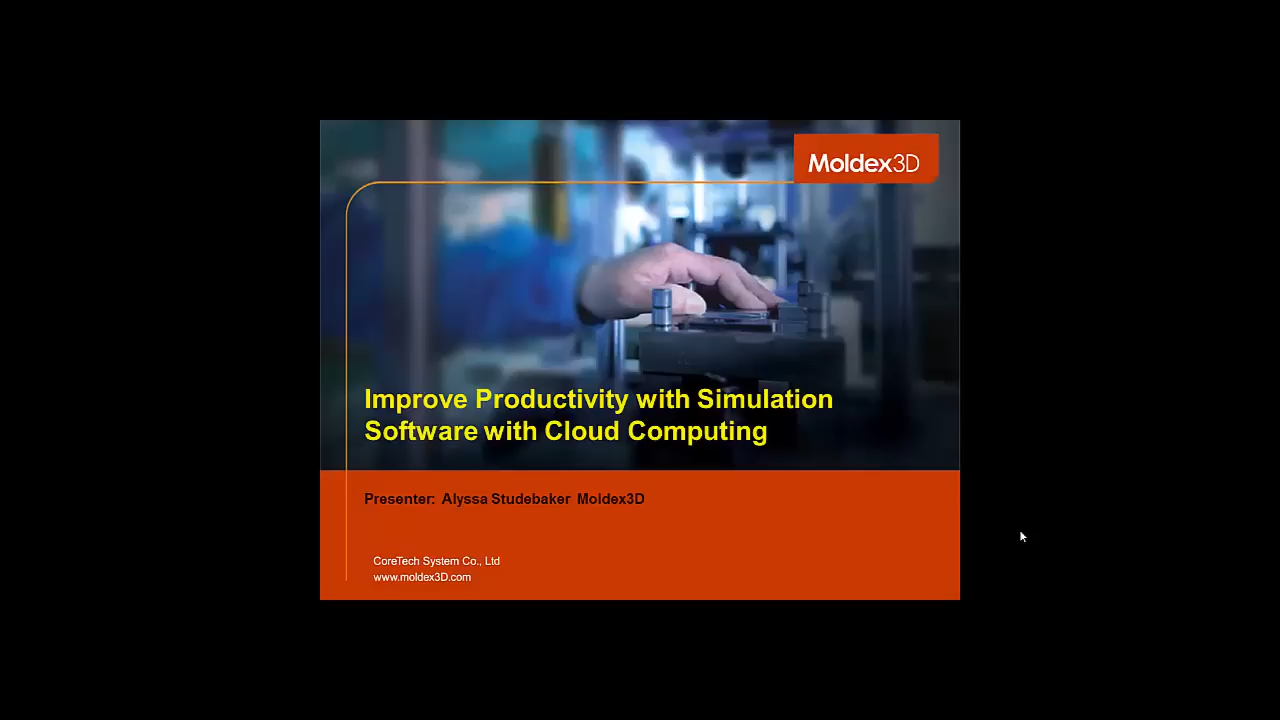 Moldex3D
Improve Productivity with Simulation
Software with Cloud Computing
Presenter: Alyssa Studebaker Moldex3D
CoreTech System Co., Ltd
www.moldex3D.com